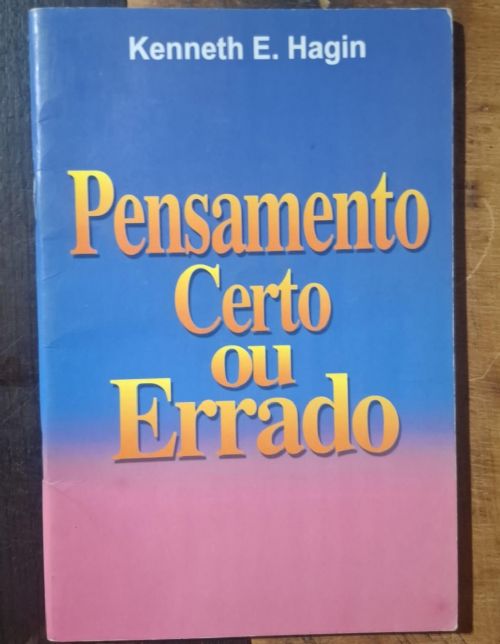 Kenneth E. Hagin
Pensamento
Certo
ou
Errado